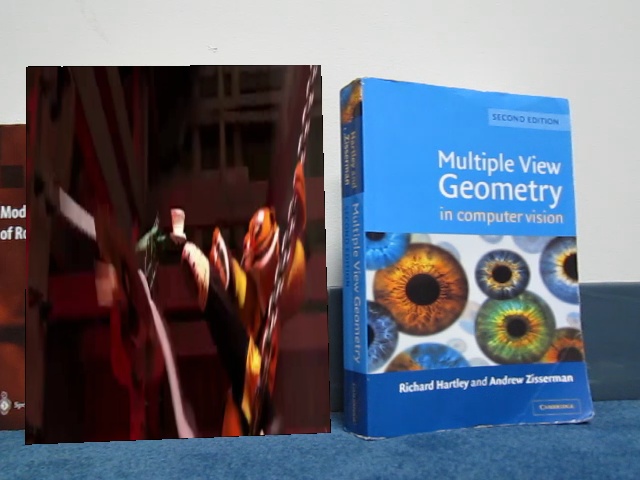 Mod
of Ro
Sprin
Hartley and
Zisserman
Multiple View Geometry
SECOND EDITION
Multiple View
Geometry
in computer vision
Richard Hartley and Andrew Zisserman
CAMBRIDGE